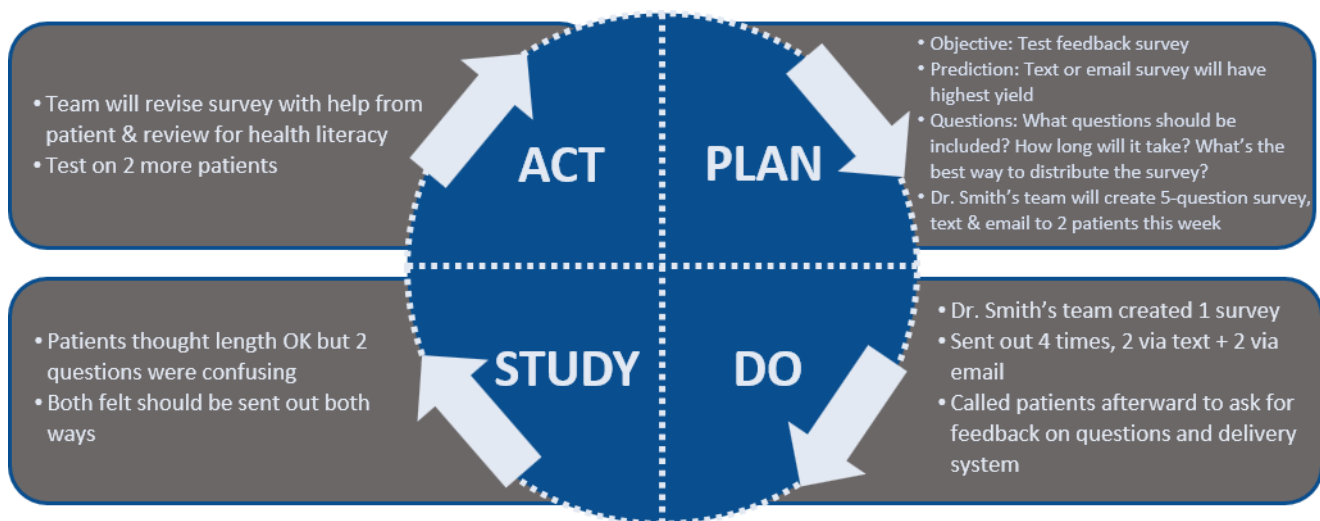 • Team will revise survey with help from
patient & review for health literacy
• Test on 2 more patients
ACT
PLAN
• Objective: Test feedback survey
• Prediction: Text or email survey will have
highest yield
• Questions: What questions should be
included? How long will it take? What's the
best way to distribute the survey?
• Dr. Smith's team will create 5-question survey,
text & email to 2 patients this week
• Patients thought length OK but 2
questions were confusing
• Both felt should be sent out both
ways
STUDY
DO
• Dr. Smith's team created 1 survey
• Sent out 4 times, 2 via text + 2 via
email
• Called patients afterward to ask for
feedback on questions and delivery
system